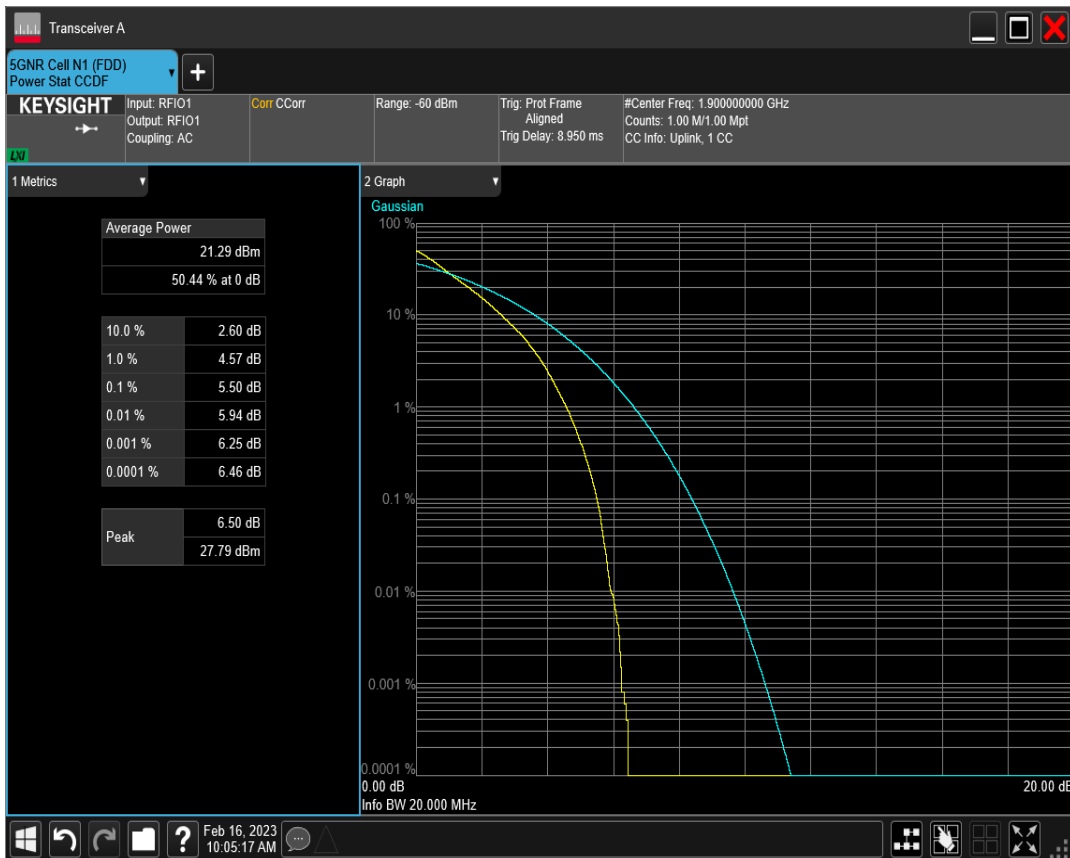 Transceiver A
5GNR Cell N1 (FDD)
Power Stat CCDF
+
KEYSIGHT
LXI
Input: RFIO1
Output: RFIO1
Coupling: AC
Corr CCorr
Range: -60 dBm
Trig: Prot Frame
Aligned
Trig Delay: 8.950 ms
#Center Freq: 1.900000000 GHz
Counts: 1.00 M/1.00 Mpt
CC Info: Uplink, 1 CC
1 Metrics
Average Power
21.29 dBm
50.44 % at 0 dB
10.0 % 2.60 dB
1.0 % 4.57 dB
0.1 % 5.50 dB
0.01 % 5.94 dB
0.001 % 6.25 dB
0.0001 % 6.46 dB
Peak
6.50 dB
27.79 dBm
2 Graph
Gaussian
100 %
10 %
1 %
0.1 %
0.01 %
0.001 %
0.0001 %
0.00 dB 20.00 dB
Info BW 20.000 MHz
?
Feb 16, 2023
10:05:17 AM